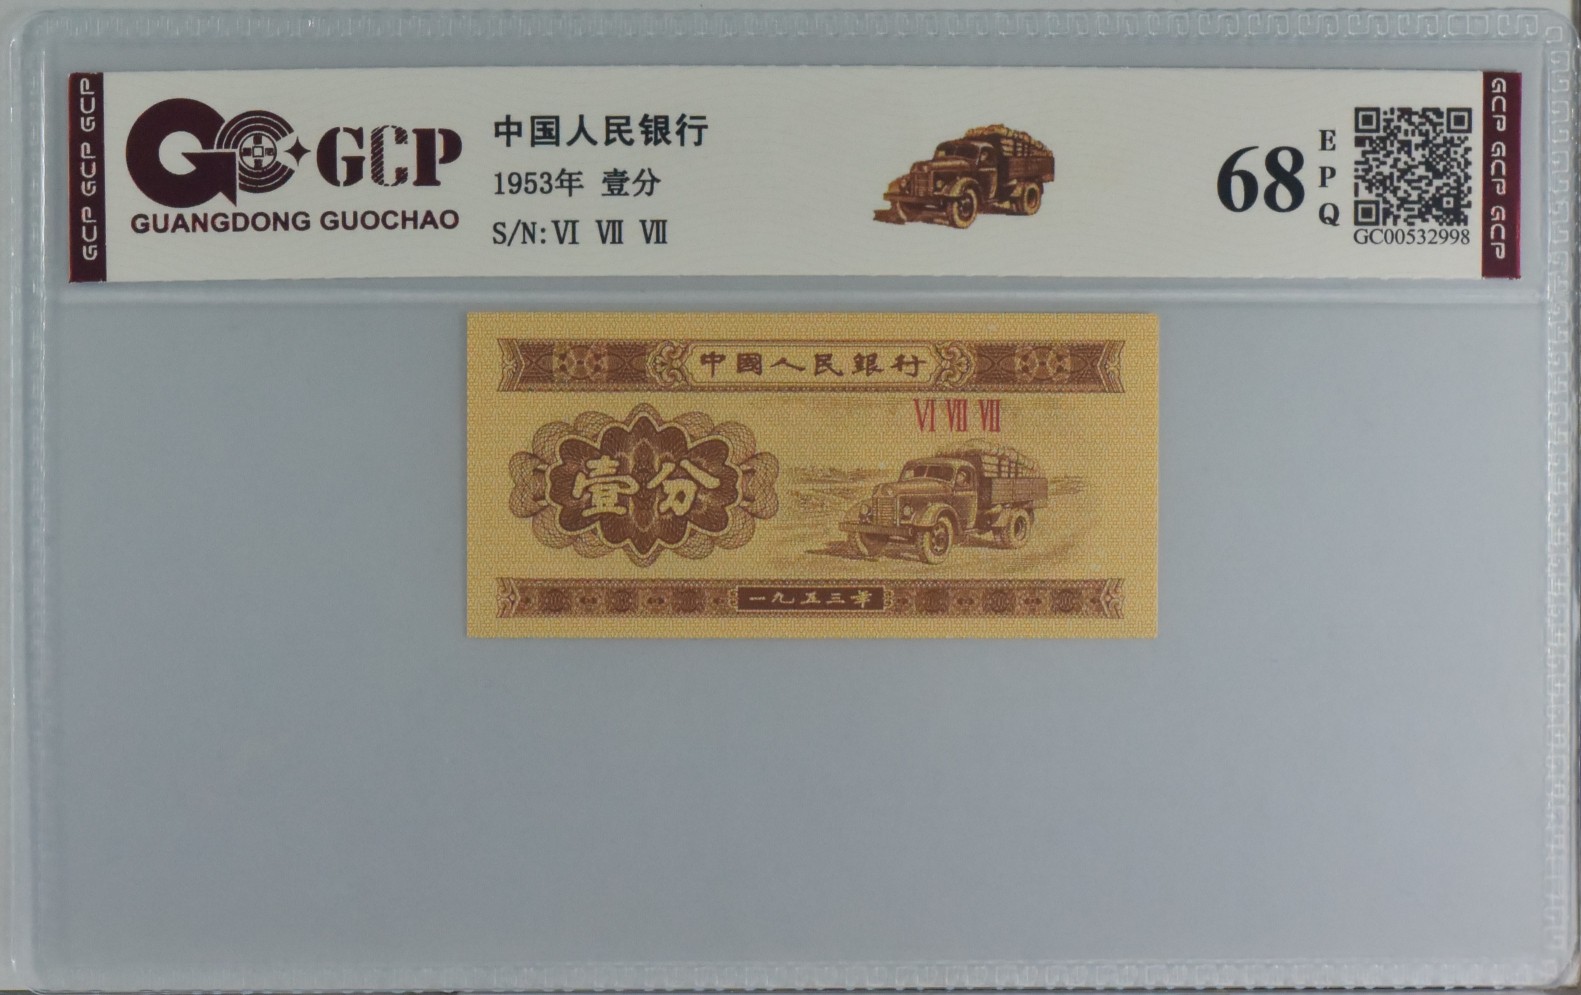 GCP GCP GCP
GCP
GUANGDONG GUOCHAO
中国人民银行
1953年 壹分
S/N: Ⅵ Ⅶ Ⅶ
68
EPQ
GC00532998
GCP GCP GCP
中國人民銀行
Ⅵ Ⅶ Ⅶ
壹分
一九五三年